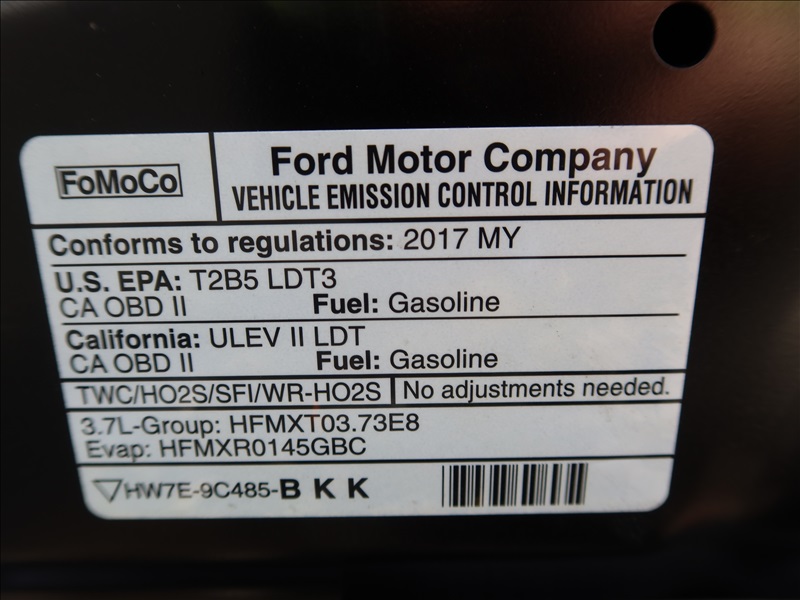 FoMoCo
Ford Motor Company
VEHICLE EMISSION CONTROL INFORMATION
Conforms to regulations: 2017 MY
U.S. EPA: T2B5 LDT3
CA OBD II Fuel: Gasoline
California: ULEV II LDT
CA OBD II Fuel: Gasoline
TWC/HO2S/SFI/WR-HO2S No adjustments needed.
3.7L-Group: HFMXT03.73E8
Evap: HFMXR0145GBC
HW7E-9C485-B K K